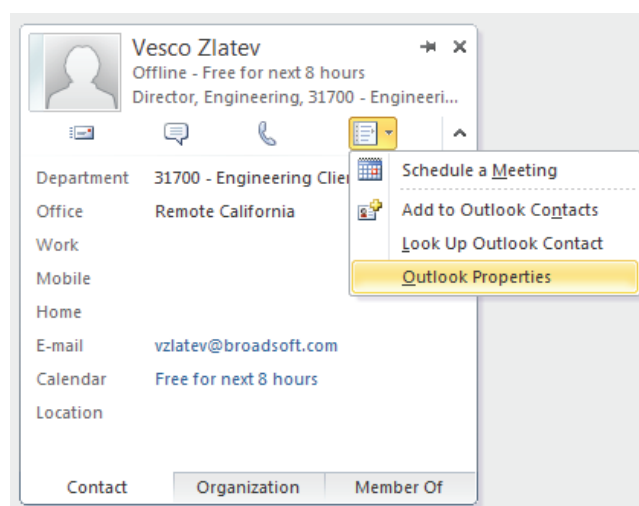 Vesco Zlatev
Offline - Free for next 8 hours
Director, Engineering, 31700 - Engineeri...
Department 31700 - Engineering Clie
Office Remote California
Work
Mobile
Home
E-mail vzlatev@broadsoft.com
Calendar Free for next 8 hours
Location
Contact Organization Member Of
Schedule a Meeting
Add to Outlook Contacts
Look Up Outlook Contact
Outlook Properties